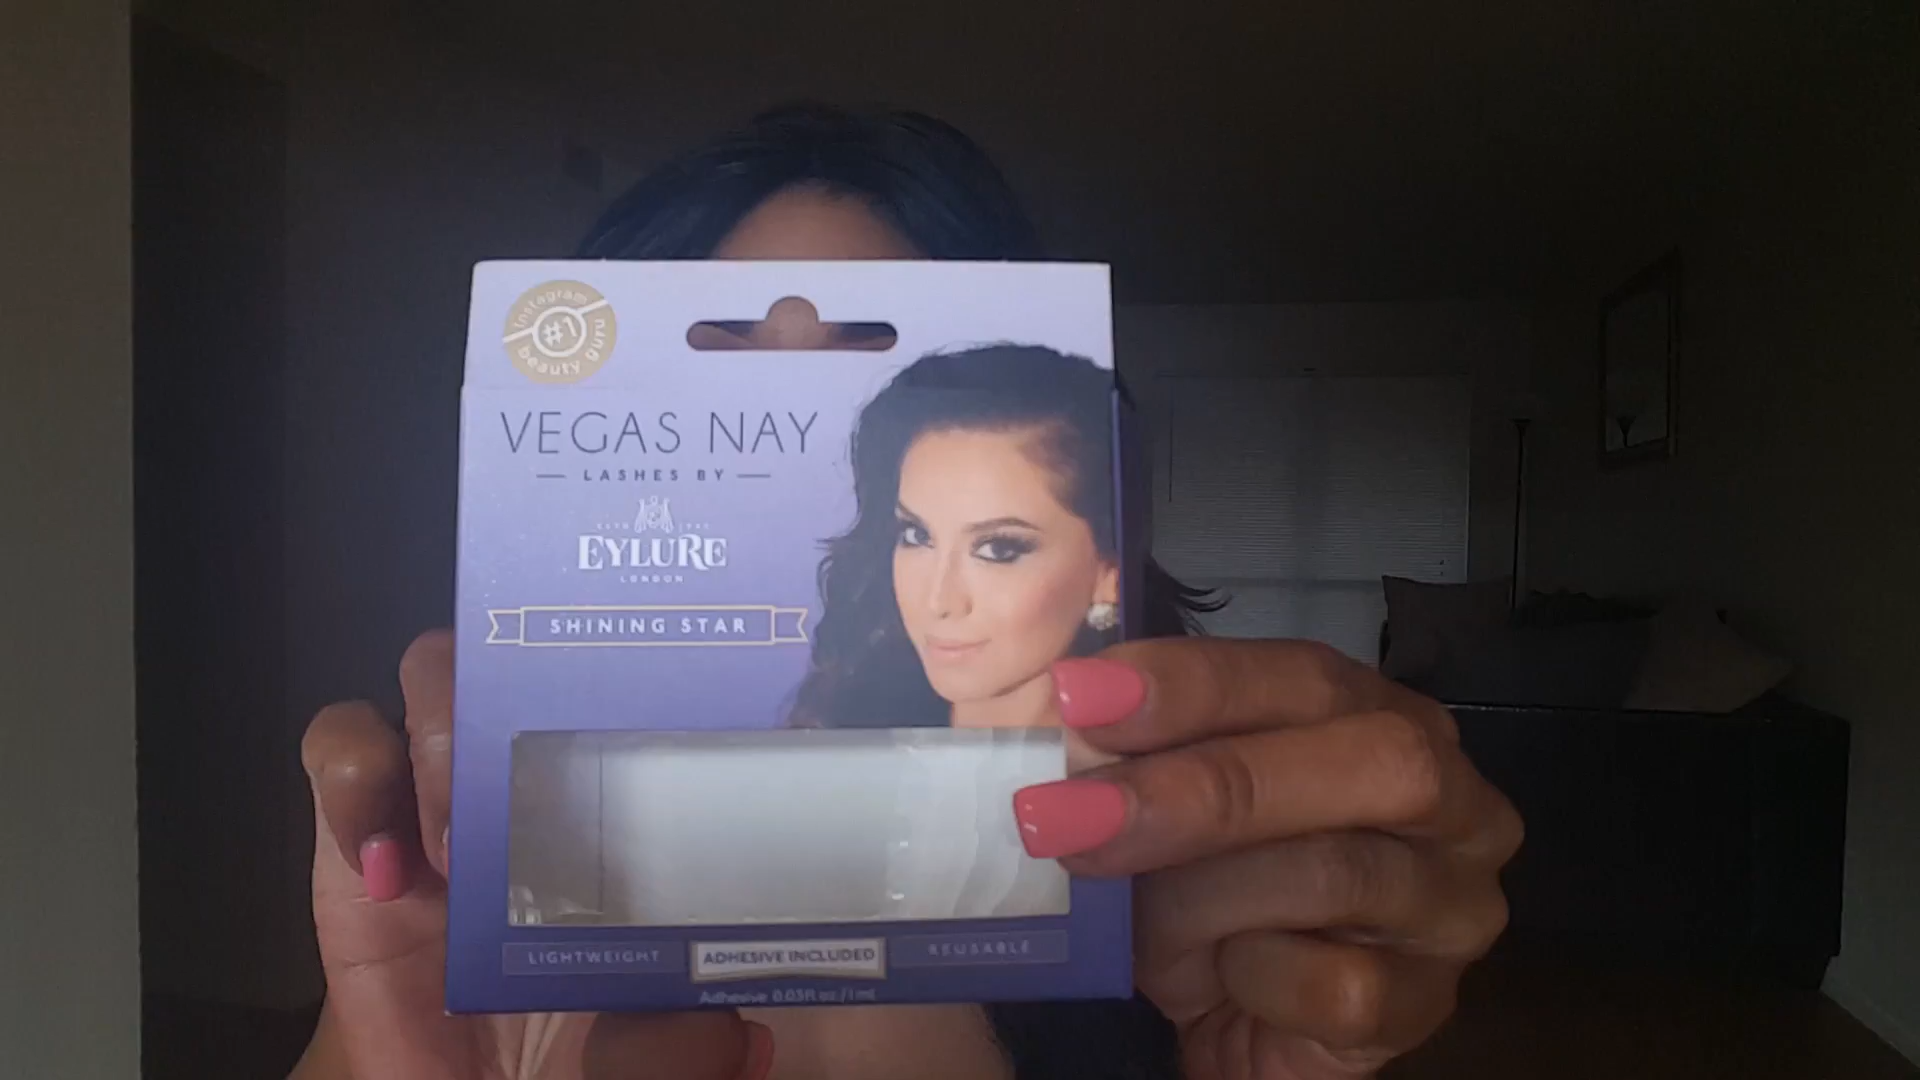 Instagram
#1
beauty guru
VEGAS NAY
LASHES BY
EYLURE
LONDON
SHINING STAR
LIGHTWEIGHT
ADHESIVE INCLUDED
REUSABLE
Adhesive 0.03fl oz/1ml